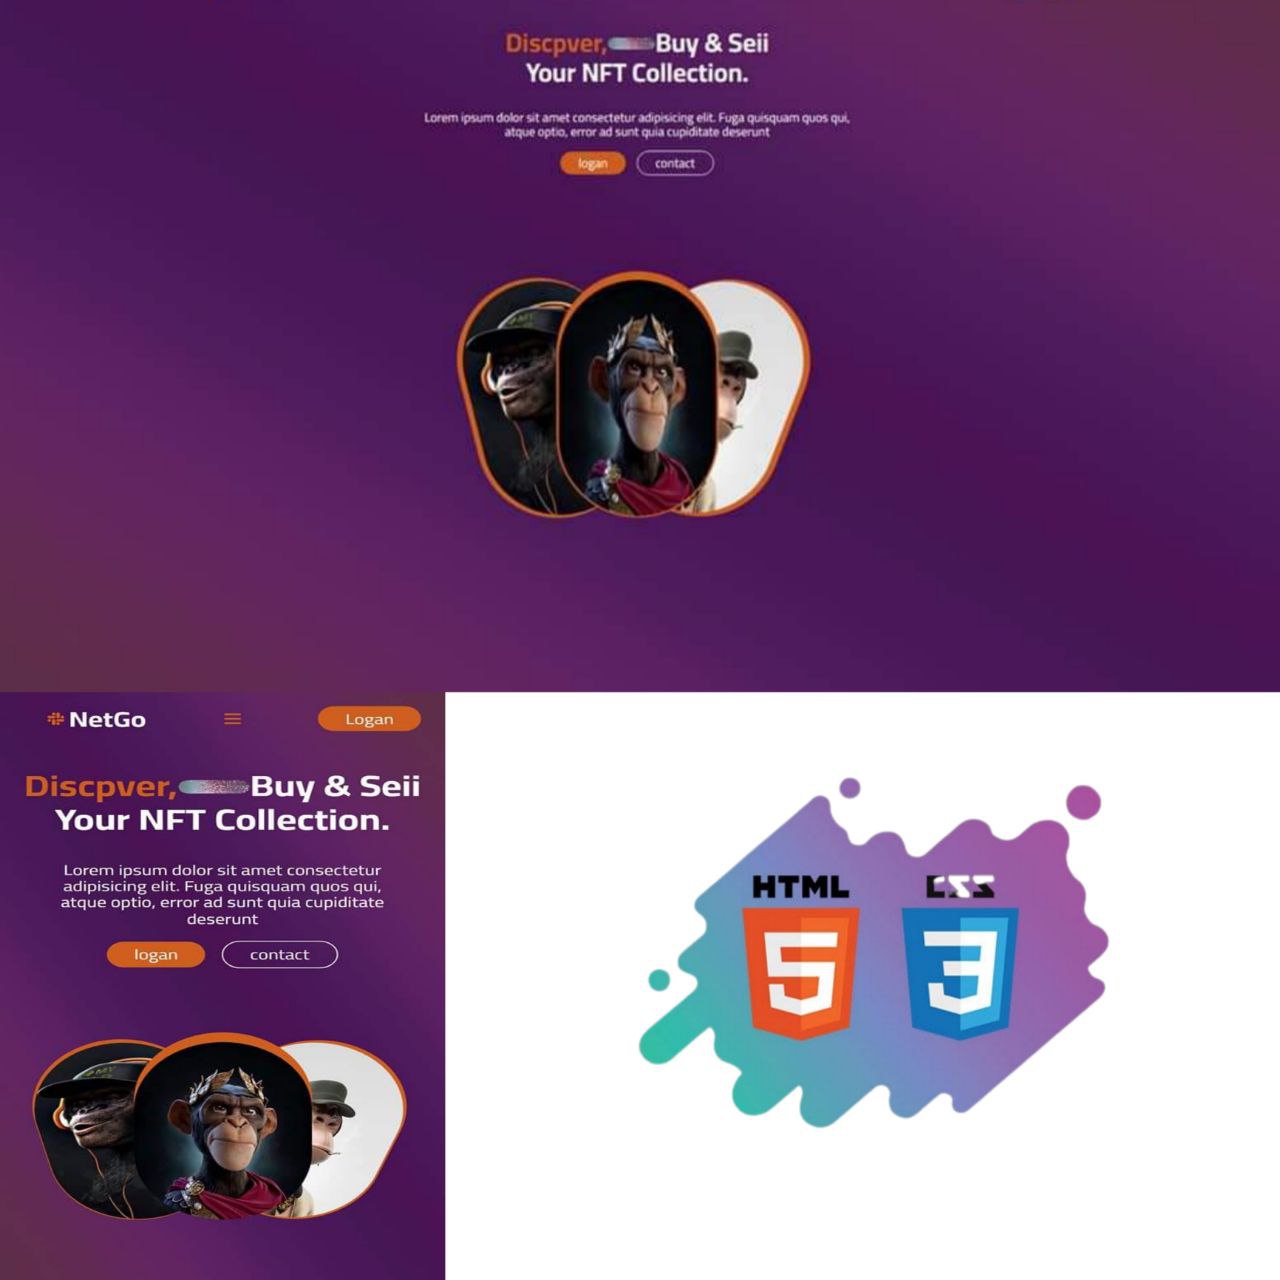 Discpver, Buy & Seii
Your NFT Collection.
Lorem ipsum dolor sit amet consectetur adipisicing elit. Fuga quisquam quos qui,
atque optio, error ad sunt quia cupiditate deserunt
logan
contact
NetGo
Logan
Discpver, Buy & Seii
Your NFT Collection.
Lorem ipsum dolor sit amet consectetur
adipisicing elit. Fuga quisquam quos qui,
atque optio, error ad sunt quia cupiditate
deserunt
logan
contact
HTML
5
CSS
3